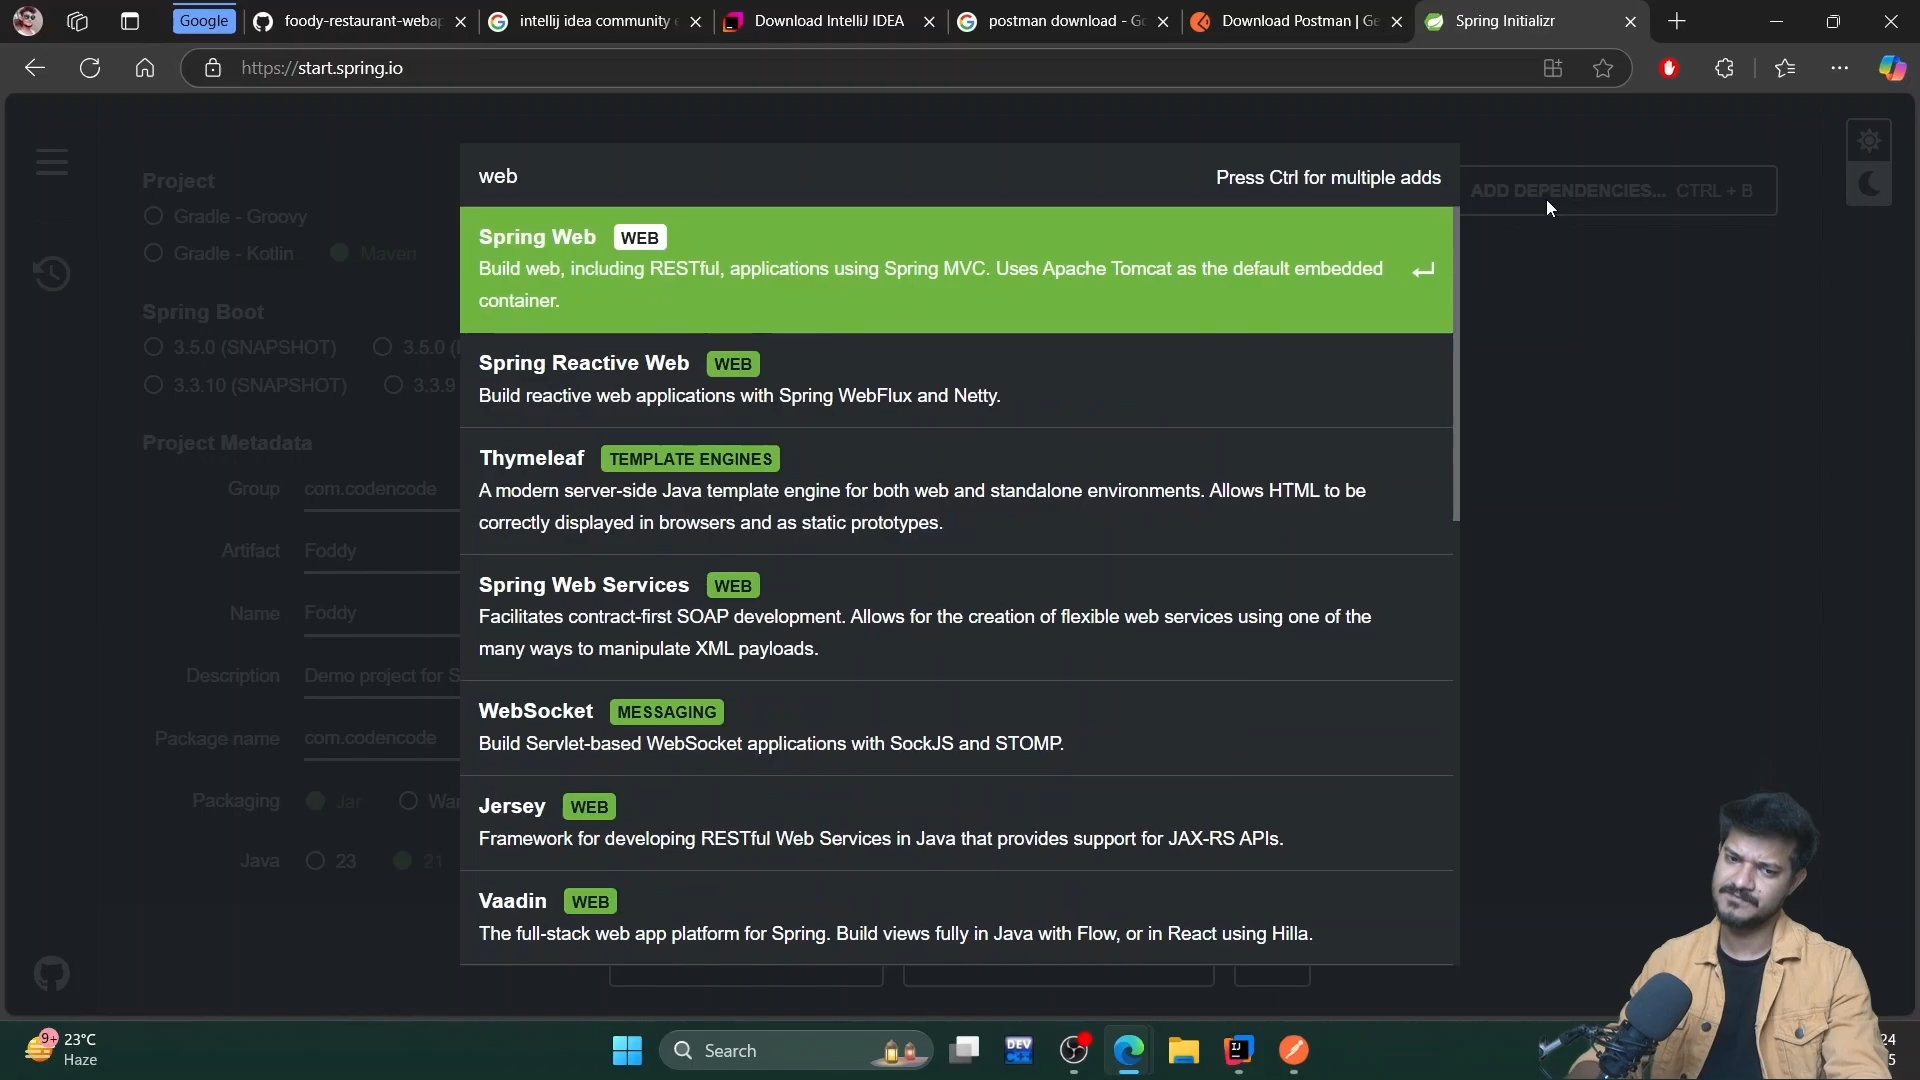 Google
foody-restaurant-webap
intellij idea community e
Download IntelliJ IDEA
postman download - Go
Download Postman | Ge
Spring Initializr
https://start.spring.io
web
Press Ctrl for multiple adds
ADD DEPENDENCIES... CTRL + B
Project
Gradle - Groovy
Gradle - Kotlin
Maven
Spring Boot
3.5.0 (SNAPSHOT)
3.5.0 (
3.3.10 (SNAPSHOT)
3.3.9
Project Metadata
Group com.codencode
Artifact Foddy
Name Foddy
Description Demo project for S
Package name com.codencode
Packaging Jar War
Java 23 21
Spring Web WEB
Build web, including RESTful, applications using Spring MVC. Uses Apache Tomcat as the default embedded
container.
Spring Reactive Web WEB
Build reactive web applications with Spring WebFlux and Netty.
Thymeleaf TEMPLATE ENGINES
A modern server-side Java template engine for both web and standalone environments. Allows HTML to be
correctly displayed in browsers and as static prototypes.
Spring Web Services WEB
Facilitates contract-first SOAP development. Allows for the creation of flexible web services using one of the
many ways to manipulate XML payloads.
WebSocket MESSAGING
Build Servlet-based WebSocket applications with SockJS and STOMP.
Jersey WEB
Framework for developing RESTful Web Services in Java that provides support for JAX-RS APIs.
Vaadin WEB
The full-stack web app platform for Spring. Build views fully in Java with Flow, or in React using Hilla.
9+
23°C
Haze
Search
DEV
IJ
24
5